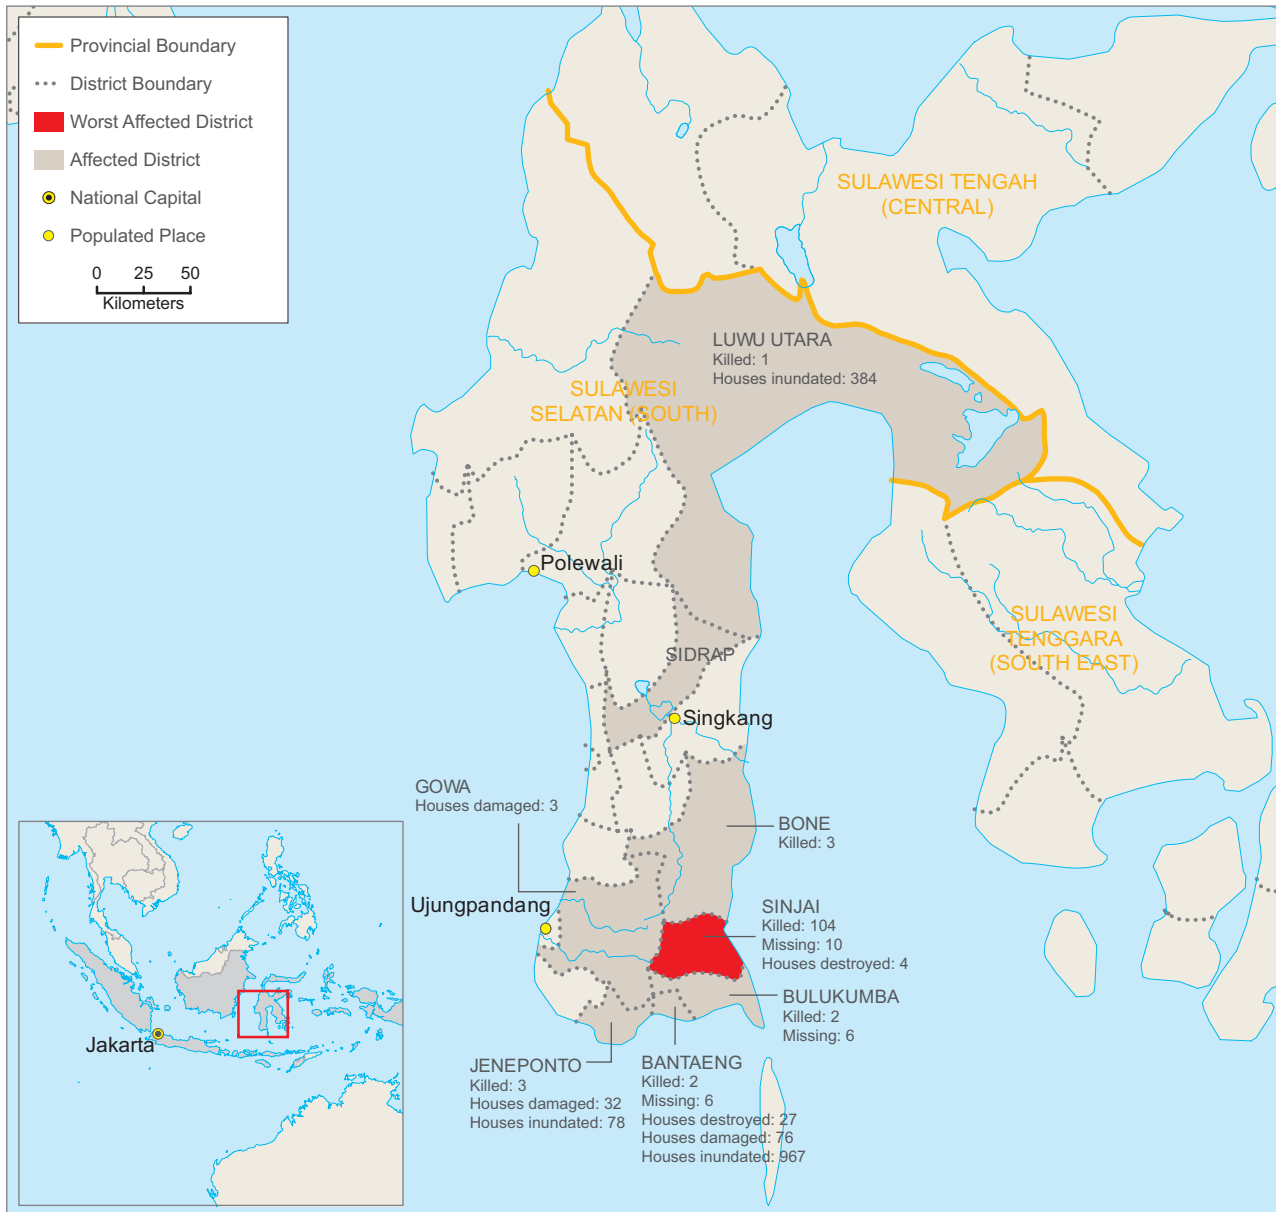 Provincial Boundary
District Boundary
Worst Affected District
Affected District
National Capital
Populated Place
0 25 50
Kilometers
SULAWESI TENGAH
(CENTRAL)
LUWU UTARA
Killed: 1
Houses inundated: 384
SULAWESI
SELATAN (SOUTH)
Polewali
SULAWESI
TENGGARA
(SOUTH EAST)
SIDRAP
Singkang
GOWA
Houses damaged: 3
BONE
Killed: 3
Ujungpandang
SINJAI
Killed: 104
Missing: 10
Houses destroyed: 4
BULUKUMBA
Killed: 2
Missing: 6
JENEPONTO
Killed: 3
Houses damaged: 32
Houses inundated: 78
BANTAENG
Killed: 2
Missing: 6
Houses destroyed: 27
Houses damaged: 76
Houses inundated: 967
Jakarta